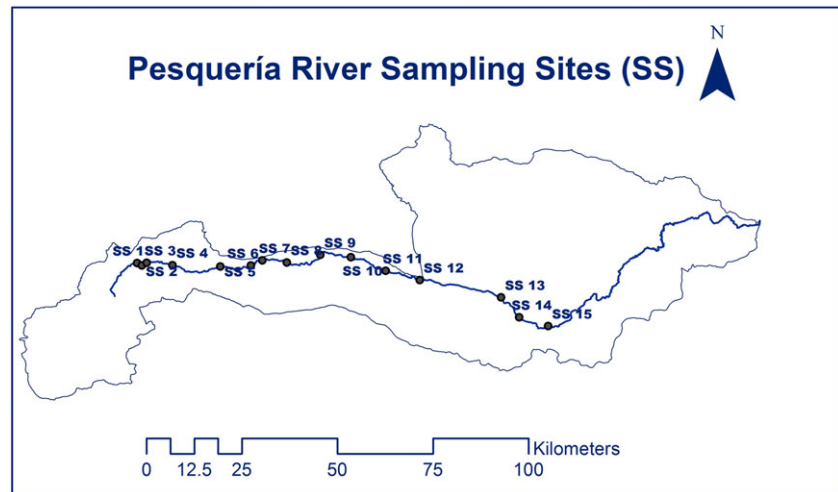 Pesquería River Sampling Sites (SS)
N
SS 1
SS 3
SS 4
SS 2
SS 6
SS 5
SS 7
SS 8
SS 9
SS 10
SS 11
SS 12
SS 13
SS 14
SS 15
Kilometers
0 12.5 25 50 75 100